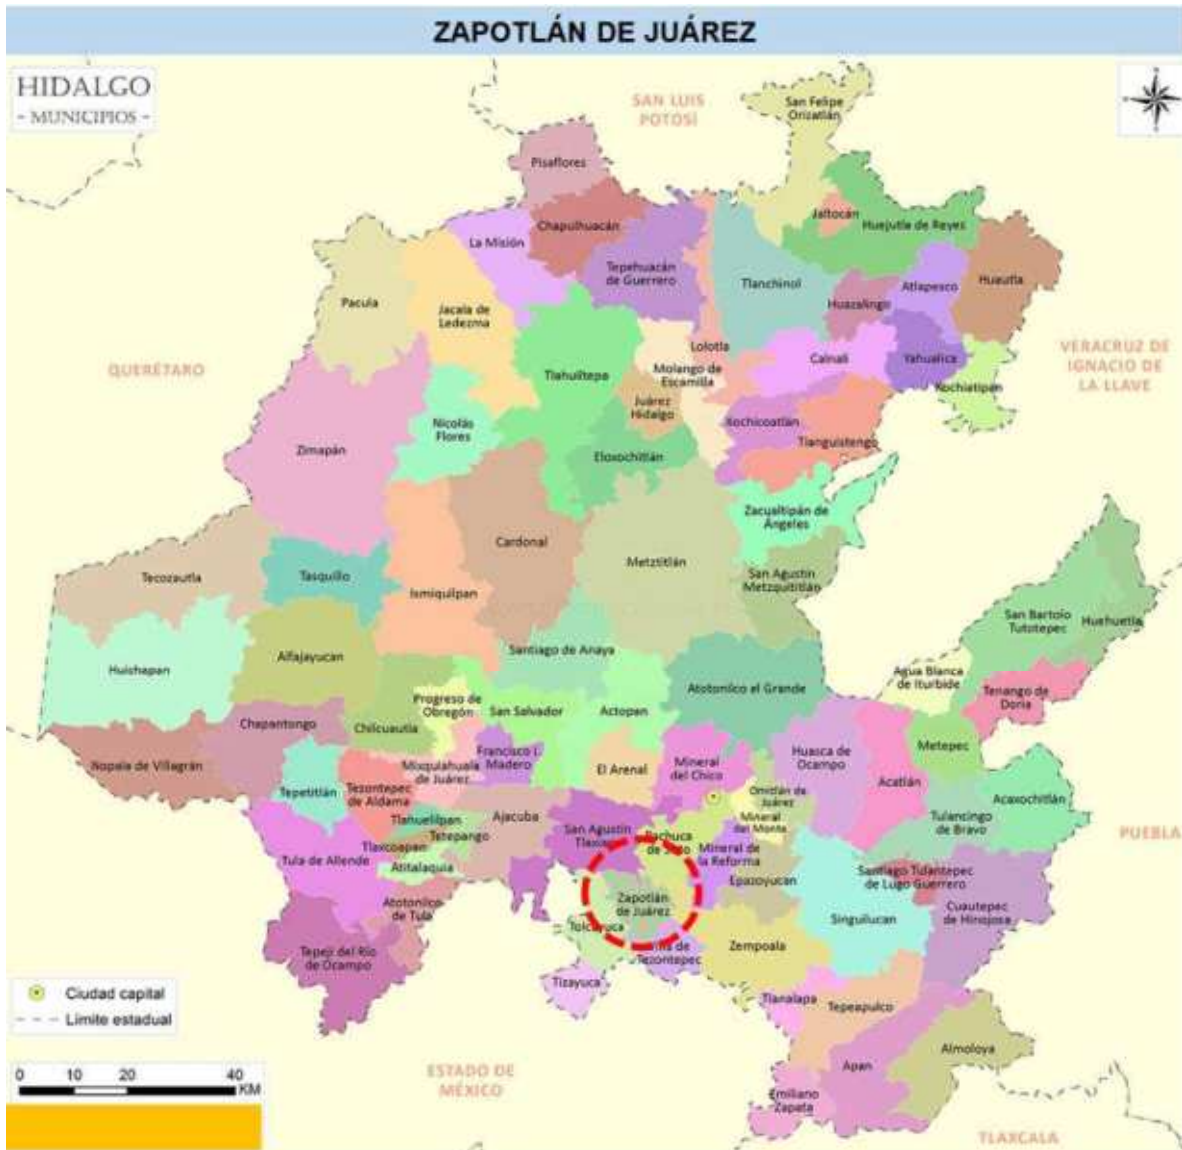 ZAPOTLÁN DE JUÁREZ
HIDALGO
- MUNICIPIOS -
SAN LUIS
POTOSÍ
San Felipe
Orizatlán
Pisaflores
Jaltocán
Huejutla de Reyes
Chapulhuacán
La Misión
Tepehuacán
de Guerrero
Tlanchinol
Atlapesco
Huautla
Huazalingo
Pacula
Jacala de
Ledezma
Lolotla
Calnali
Yahualica
VERACRUZ DE
IGNACIO DE
LA LLAVE
QUERÉTARO
Tlahuiltepa
Molango de
Escamilla
Xochiatipan
Juárez
Hidalgo
Nicolás
Flores
Xochicoatlán
Tianguistengo
Zimapán
Eloxochitlán
Zacualtipán de
Ángeles
Cardonal
Metztitlán
Tecozautla
Tasquillo
Ismiquilpan
San Agustín
Metzquititlán
San Bartolo
Tutotepec
Huehuetla
Huichapan
Alfajayucan
Santiago de Anaya
Agua Blanca
de Iturbide
Tenango de
Doria
Atotonilco el Grande
Progreso de
Obregón
San Salvador
Actopan
Chapantongo
Chilcuautla
Metepec
Nopala de Villagrán
Mixquiahuala
de Juárez
Francisco I.
Madero
El Arenal
Mineral
del Chico
Huasca de
Ocampo
Acatlán
Tepetitlán
Tezontepec
de Aldama
Omitlán de
Juárez
Acaxochitlán
Tlahuelilpan
Ajacuba
Mineral
del Monte
Tulancingo
de Bravo
Tetepango
San Agustín
Pachuca
de Soto
PUEBLA
Tlaxcoapan
Mineral de
la Reforma
Tula de Allende
Atitalaquia
Epazoyucan
Santiago Tulantepec
de Lugo Guerrero
Zapotlán
de Juárez
Atotonilco
de Tula
Singuilucan
Cuautepec
de Hinojosa
Tolcayuca
Tepeji del Río
de Ocampo
Tezontepec
Zempoala
Tizayuca
Tlanalapa
Tepeapulco
Ciudad capital
Límite estadual
Almoloya
Apan
0 10 20 40
KM
ESTADO DE
MÉXICO
Emiliano
Zapata
TLAXCALA